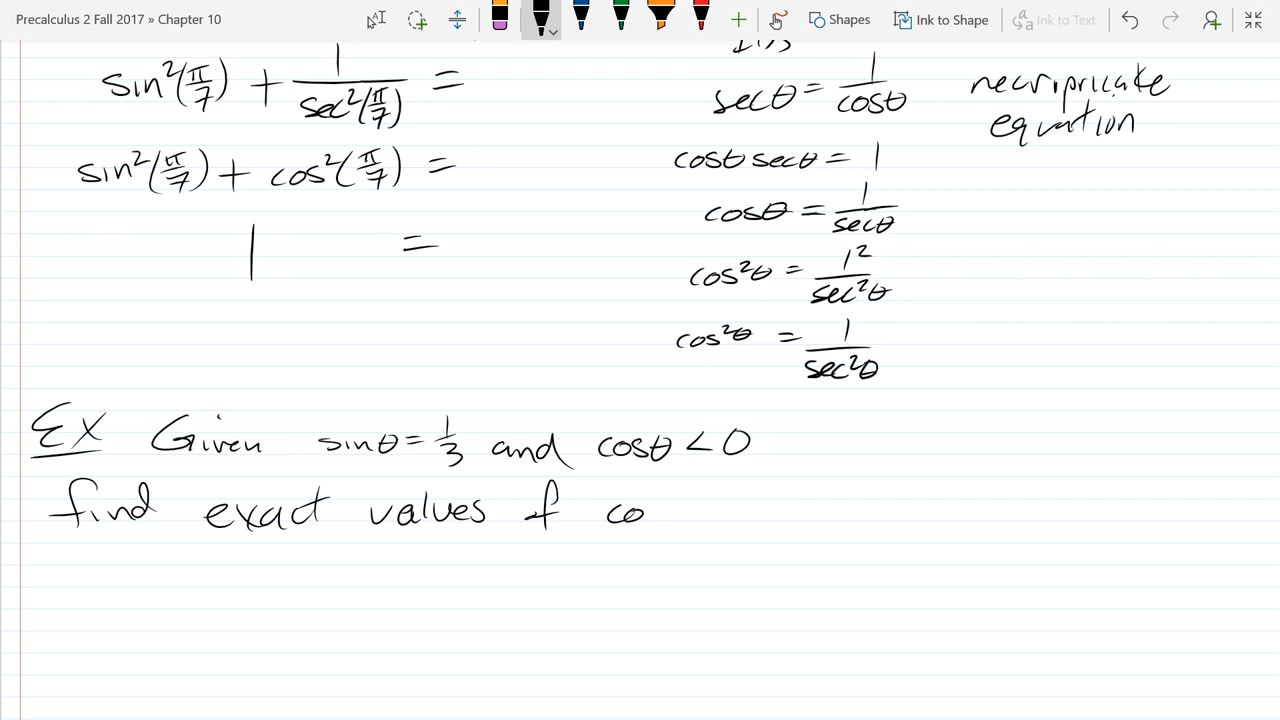 Precalculus 2 Fall 2017 » Chapter 10
Shapes
Ink to Shape
Ink to Text
sin²(π/7) + 1/sec²(π/7) =
sin²(π/7) + cos²(π/7) =
1 =
secθ = 1/cosθ
cosθ secθ = 1
cosθ = 1/secθ
cos²θ = 1²/sec²θ
cos²θ = 1/sec²θ
equation
Ex Given sinθ = 1/3 and cosθ < 0
find exact values of co